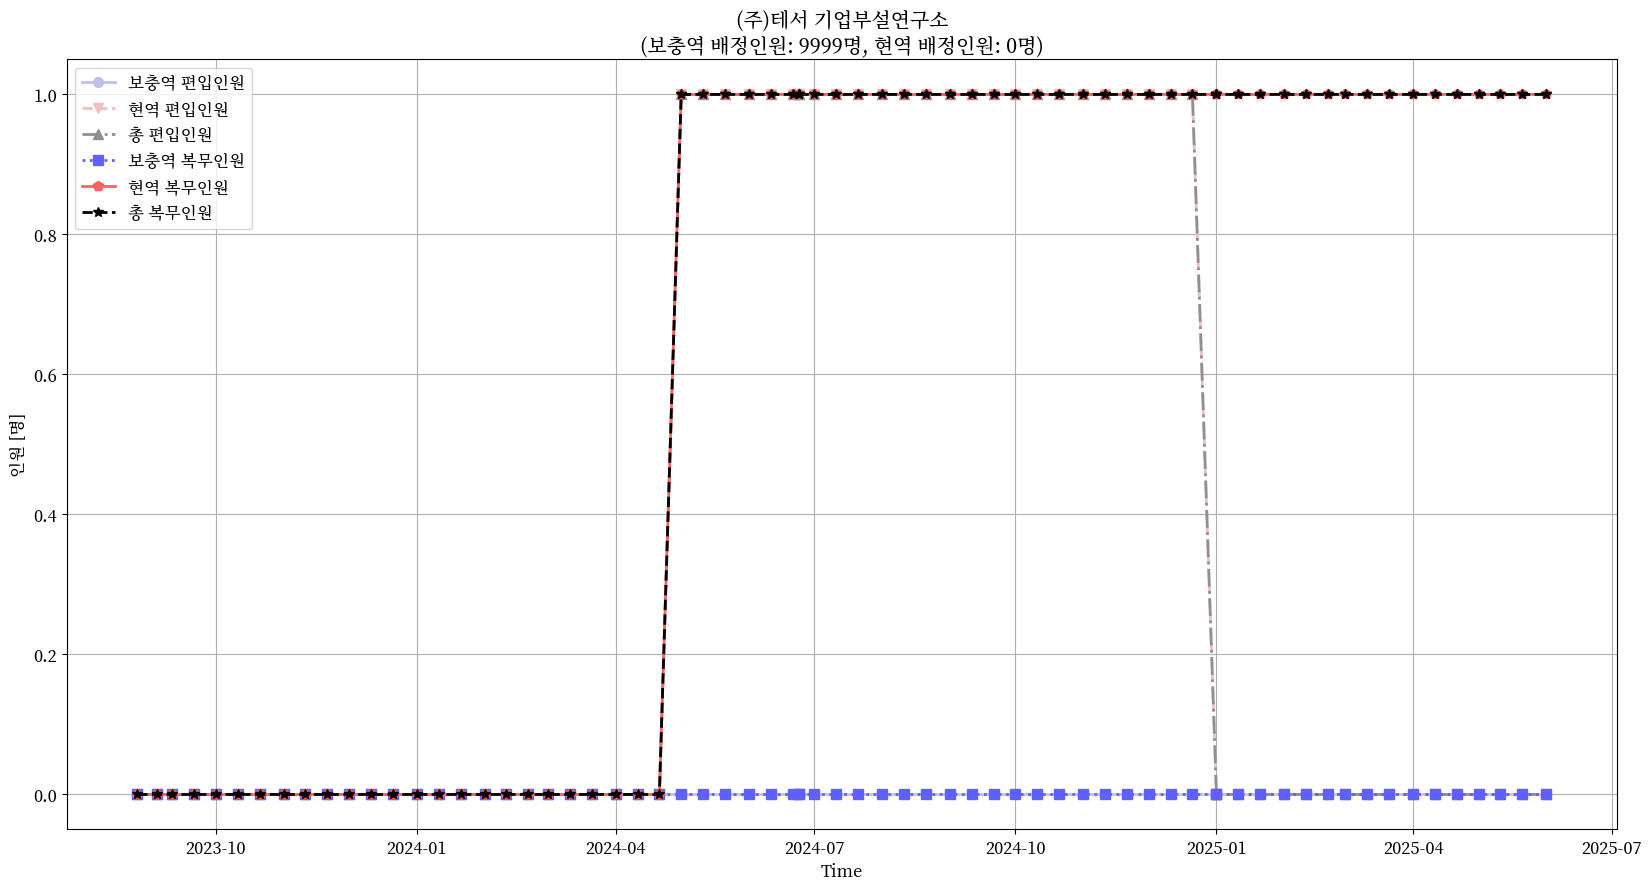 (주)테서 기업부설연구소
(보충역 배정인원: 9999명, 현역 배정인원: 0명)
보충역 편입인원
현역 편입인원
총 편입인원
보충역 복무인원
현역 복무인원
총 복무인원
1.0
0.8
0.6
0.4
0.2
0.0
인원 [명]
2023-10
2024-01
2024-04
2024-07
2024-10
2025-01
2025-04
2025-07
Time